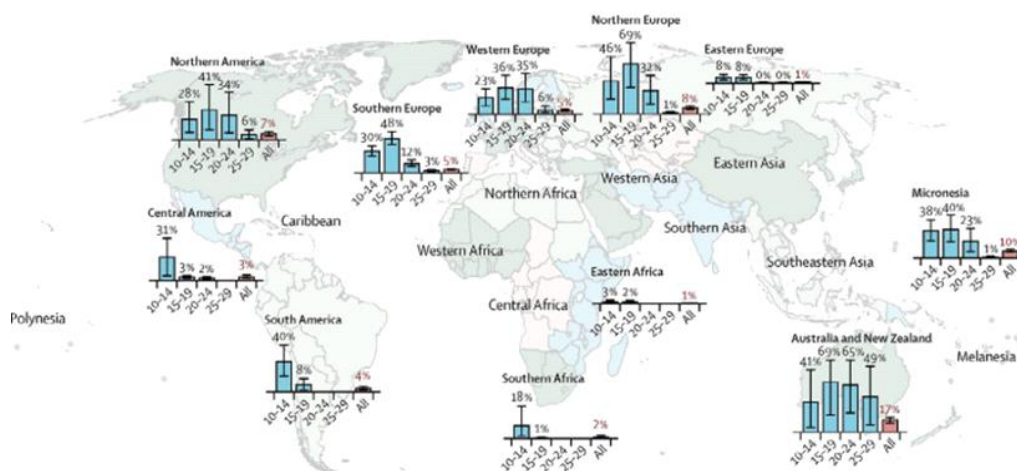 Northern America
28%
41%
34%
6%
7%
10-14
15-19
20-24
25-29
All
Southern Europe
30%
48%
12%
3%
5%
10-14
15-19
20-24
25-29
All
Western Europe
23%
36%
35%
6%
5%
10-14
15-19
20-24
25-29
All
Northern Europe
46%
69%
32%
1%
8%
10-14
15-19
20-24
25-29
All
Eastern Europe
8%
8%
0%
0%
1%
10-14
15-19
20-24
25-29
All
Eastern Asia
Western Asia
Northern Africa
Southern Asia
Caribbean
Western Africa
Southeastern Asia
Central Africa
Central America
31%
3%
2%
3%
10-14
15-19
20-24
25-29
All
Micronesia
38%
40%
23%
1%
10%
10-14
15-19
20-24
25-29
All
Eastern Africa
3%
2%
1%
10-14
15-19
20-24
25-29
All
Polynesia
South America
40%
8%
4%
10-14
15-19
20-24
25-29
All
Southern Africa
18%
1%
2%
10-14
15-19
20-24
25-29
All
Australia and New Zealand
41%
69%
65%
49%
17%
10-14
15-19
20-24
25-29
All
Melanesia